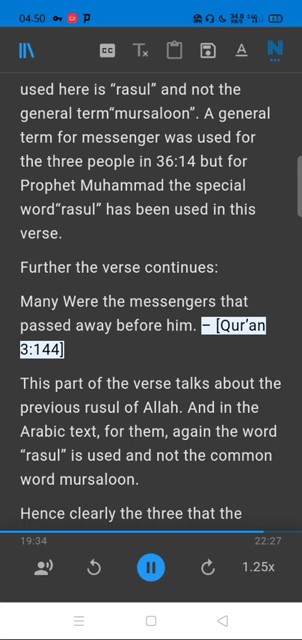 04.50
used here is “rasul” and not the
general term“mursaloon”. A general
term for messenger was used for
the three people in 36:14 but for
Prophet Muhammad the special
word“rasul” has been used in this
verse.
Further the verse continues:
Many Were the messengers that
passed away before him. – [Qur’an
3:144]
This part of the verse talks about the
previous rusul of Allah. And in the
Arabic text, for them, again the word
“rasul” is used and not the common
word mursaloon.
Hence clearly the three that the
19:34 22:27
1.25x